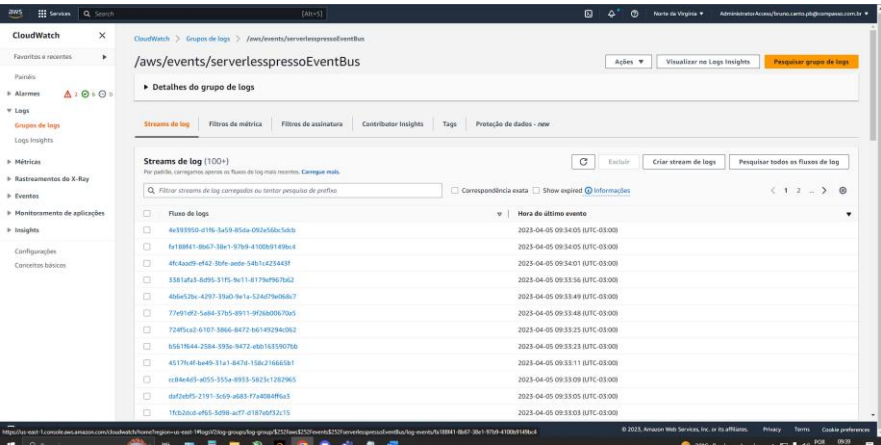 aws Services Search [Alt+S] Norte da Virgínia AdministratorAccess/bruno.canto.pb@compasso.com.br
CloudWatch
Favoritos e recentes
Painéis
Alarmes
Logs
Grupos de logs
Logs Insights
Métricas
Rastreamentos do X-Ray
Eventos
Monitoramento de aplicações
Insights
Configurações
Conceitos básicos
CloudWatch > Grupos de logs > /aws/events/serverlesspressoEventBus
/aws/events/serverlesspressoEventBus
Ações Visualizar no Logs Insights Pesquisar grupo de logs
Detalhes do grupo de logs
Streams de log Filtros de métrica Filtros de assinatura Contributor Insights Tags Proteção de dados - new
Streams de log (100+)
Por padrão, carregamos apenas os fluxos de log mais recentes. Carregue mais.
Excluir Criar stream de logs Pesquisar todos os fluxos de log
Filtrar streams de log carregados ou tentar pesquisa de prefixo Correspondência exata Show expired Informações 1 2 ...
Fluxo de logs Hora do último evento
4e393950-d1f6-3a59-85da-092e56bc5dcb 2023-04-05 09:34:05 (UTC-03:00)
fa188f41-8b67-38e1-97b9-4100b9149bc4 2023-04-05 09:34:05 (UTC-03:00)
4fc4aad9-ef42-3bfe-aede-54b1c423443f 2023-04-05 09:34:01 (UTC-03:00)
3381afa3-8d95-31f5-9c11-8179ef967b62 2023-04-05 09:33:56 (UTC-03:00)
4b6e52bc-4297-39a0-9e1a-524d79e068c7 2023-04-05 09:33:49 (UTC-03:00)
77e91df2-5a84-37b5-8911-9f26b00670e5 2023-04-05 09:33:48 (UTC-03:00)
724f5ca2-6107-3866-8472-b6149294c062 2023-04-05 09:33:25 (UTC-03:00)
b561f644-2584-393e-9472-ebb1635907bb 2023-04-05 09:33:23 (UTC-03:00)
4517fc4f-be49-31a1-847d-158c216665b1 2023-04-05 09:33:11 (UTC-03:00)
cc84e4d3-a055-355a-8933-5823c1282965 2023-04-05 09:33:09 (UTC-03:00)
daf2ebf5-2191-3c69-a683-f7a4084ff6a3 2023-04-05 09:33:05 (UTC-03:00)
1fcb2dcd-ef65-3d98-acf7-d187ebf32c15 2023-04-05 09:33:05 (UTC-03:00)
© 2023, Amazon Web Services, Inc. or its affiliates. Privacy Terms Cookie preferences
POR 09:39